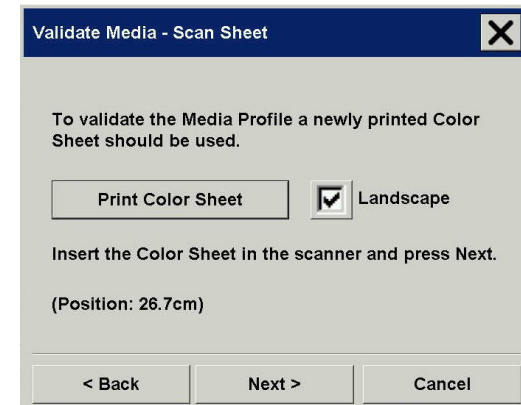 Validate Media - Scan Sheet
To validate the Media Profile a newly printed Color
Sheet should be used.
Print Color Sheet
Landscape
Insert the Color Sheet in the scanner and press Next.
(Position: 26.7cm)
< Back
Next >
Cancel